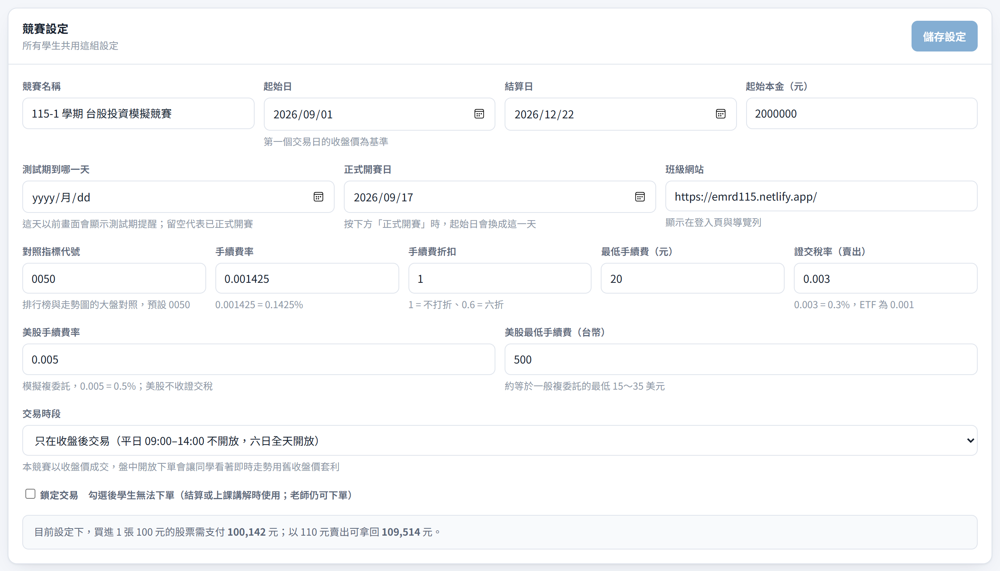 競賽設定
所有學生共用這組設定
儲存設定
競賽名稱 起始日 結算日 起始本金（元）
115-1 學期 台股投資模擬競賽 2026/09/01 2026/12/22 2000000
第一個交易日的收盤價為基準
測試期到哪一天 正式開賽日 班級網站
yyyy/月/dd 2026/09/17 https://emrd115.netlify.app/
這天以前畫面會顯示測試期提醒；留空代表已正式開賽 按下方「正式開賽」時，起始日會換成這一天 顯示在登入頁與導覽列
對照指標代號 手續費率 手續費折扣 最低手續費（元） 證交稅率（賣出）
0050 0.001425 1 20 0.003
排行榜與走勢圖的大盤對照，預設 0050 0.001425 = 0.1425% 1 = 不打折、0.6 = 六折 0.003 = 0.3%，ETF 為 0.001
美股手續費率 美股最低手續費（台幣）
0.005 500
模擬複委託，0.005 = 0.5%；美股不收證交稅 約等於一般複委託的最低 15～35 美元
交易時段
只在收盤後交易（平日 09:00–14:00 不開放，六日全天開放）
本競賽以收盤價成交，盤中開放下單會讓同學看著即時走勢用舊收盤價套利
鎖定交易 勾選後學生無法下單（結算或上課講解時使用；老師仍可下單）
目前設定下，買進 1 張 100 元的股票需支付 100,142 元；以 110 元賣出可拿回 109,514 元。